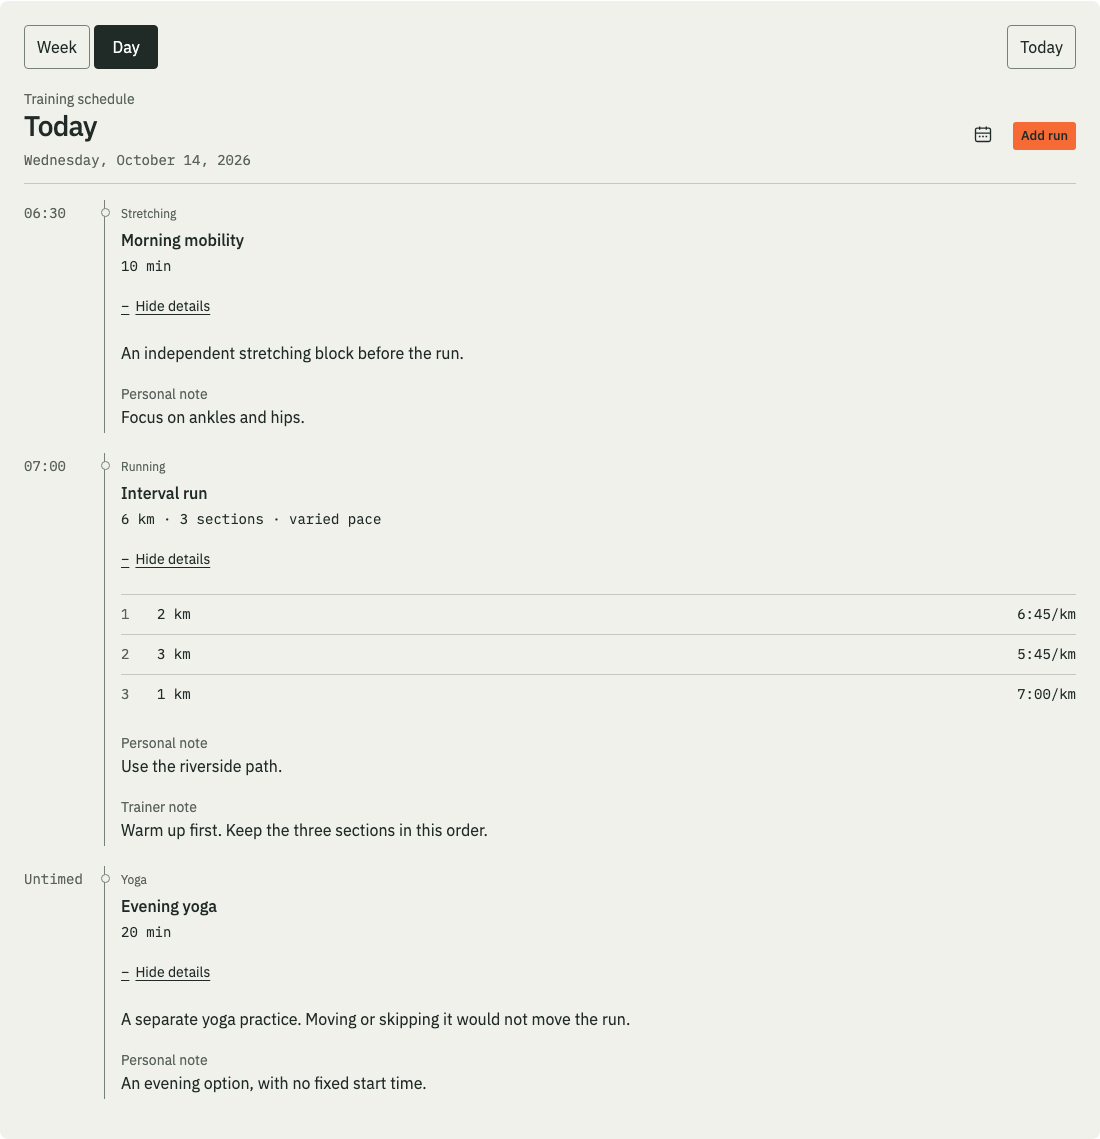 Week Day Today
Training schedule
Today
Add run
Wednesday, October 14, 2026
06:30 Stretching
Morning mobility
10 min
– Hide details
An independent stretching block before the run.
Personal note
Focus on ankles and hips.
07:00 Running
Interval run
6 km · 3 sections · varied pace
– Hide details
1 2 km 6:45/km
2 3 km 5:45/km
3 1 km 7:00/km
Personal note
Use the riverside path.
Trainer note
Warm up first. Keep the three sections in this order.
Untimed Yoga
Evening yoga
20 min
– Hide details
A separate yoga practice. Moving or skipping it would not move the run.
Personal note
An evening option, with no fixed start time.